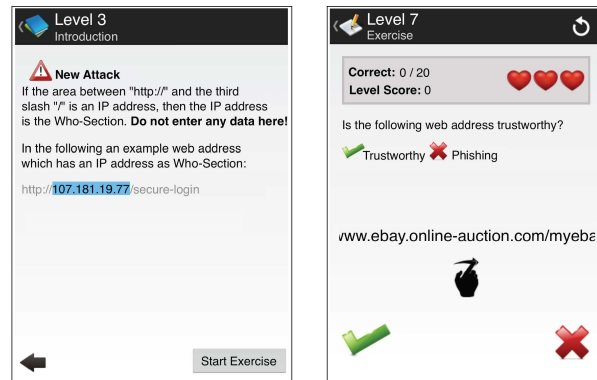 Level 3
Introduction
New Attack
If the area between "http://" and the third
slash "/" is an IP address, then the IP address
is the Who-Section. Do not enter any data here!
In the following an example web address
which has an IP address as Who-Section:
http://107.181.19.77/secure-login
Start Exercise
Level 7
Exercise
Correct: 0 / 20
Level Score: 0
Is the following web address trustworthy?
Trustworthy Phishing
www.ebay.online-auction.com/myeba